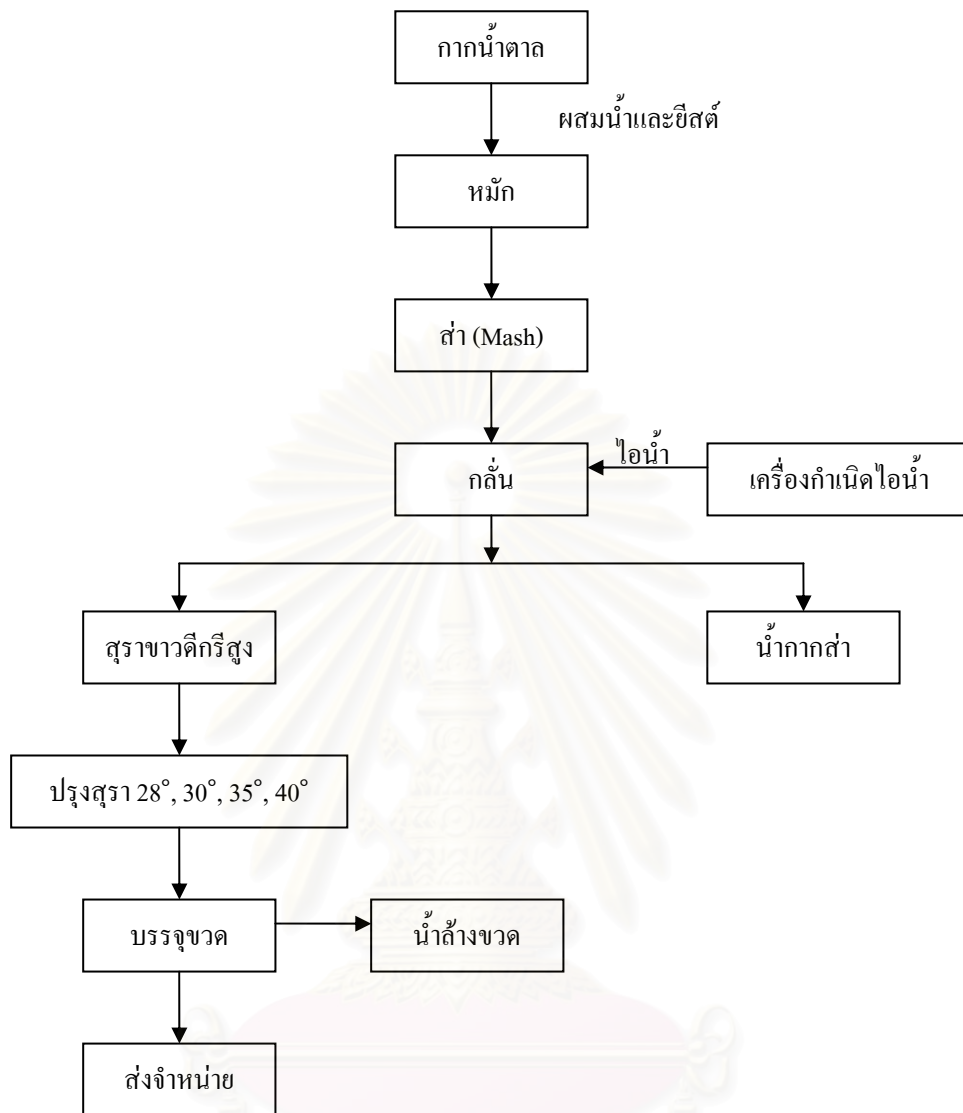 กากน้ำตาล
ผสมน้ำและยีสต์
หมัก
ส่า (Mash)
กลั่น
ไอน้ำ
เครื่องกำเนิดไอน้ำ
สุราขาวดีกรีสูง
น้ำกากส่า
ปรุงสุรา 28°, 30°, 35°, 40°
บรรจุขวด
น้ำล้างขวด
ส่งจำหน่าย